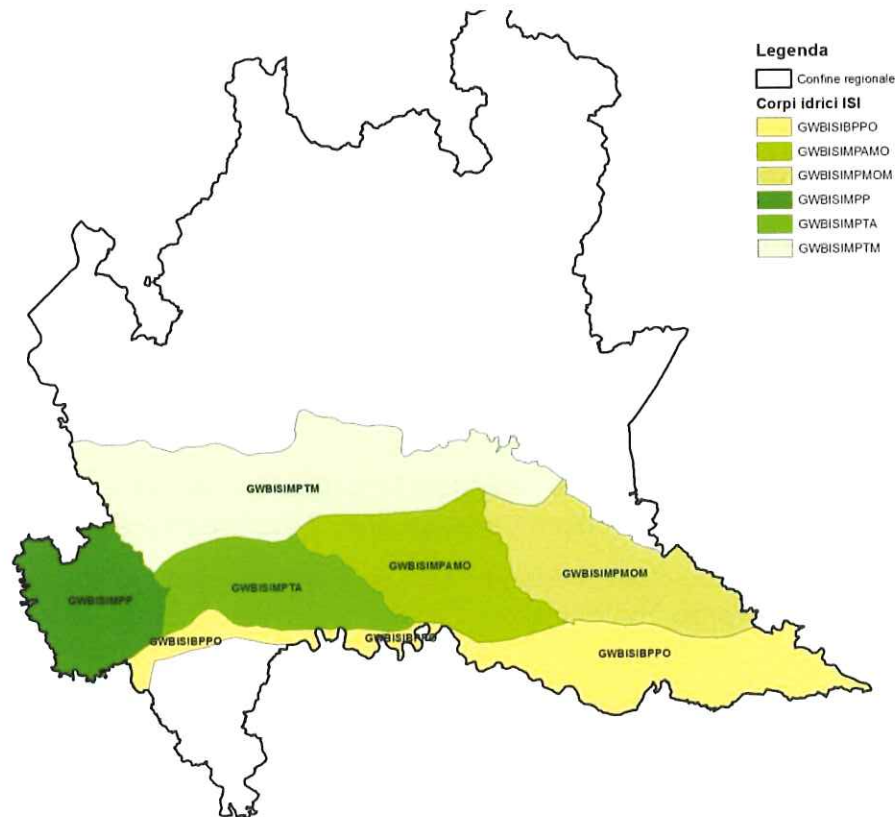 Legenda
Confine regionale
Corpi idrici ISI
GWBISIBPPO
GWBISIMPAMO
GWBISIMPMOM
GWBISIMPP
GWBISIMPTA
GWBISIMPTM
GWBISIMPTM
GWBISIMPAMO
GWBISIMPMOM
GWBISIMPP
GWBISIMPTA
GWBISIBPPO
GWBISIBPPO
GWBISIBPPO